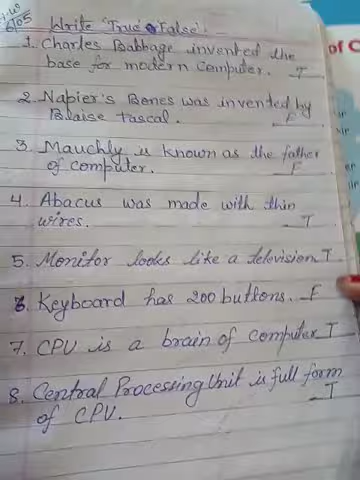 6/05
Write 'True & False'.
1. Charles Babbage invented the
base for modern computer. T
2. Napier's Bones was invented by
Blaise Pascal. F
3. Mauchly is known as the father
of computer. F
4. Abacus was made with thin
wires. T
5. Monitor looks like a television T
6. Keyboard has 200 buttons. F
7. CPU is a brain of computer T
8. Central Processing Unit is full form
of CPU. T
of C